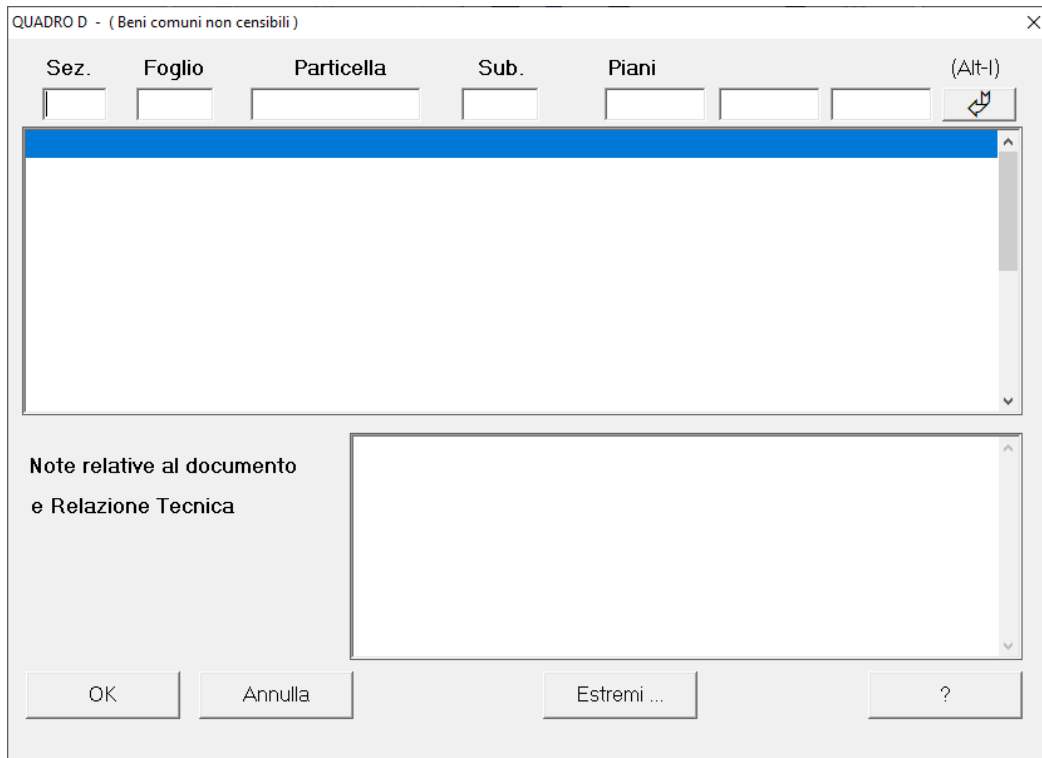 QUADRO D - ( Beni comuni non censibili )
Sez. Foglio Particella Sub. Piani (Alt-I)
Note relative al documento
e Relazione Tecnica
OK Annulla Estremi ... ?